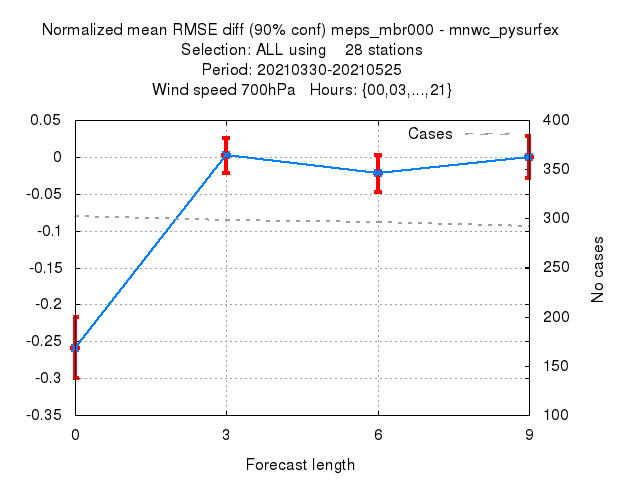 Normalized mean RMSE diff (90% conf) meps_mbr000 - mnwc_pysurfex
Selection: ALL using    28 stations
Period: 20210330-20210525
Wind speed 700hPa   Hours: {00,03,...,21}
0.05
0
-0.05
-0.1
-0.15
-0.2
-0.25
-0.3
-0.35
Cases
400
350
300
250
200
150
100
No cases
0 3 6 9
Forecast length